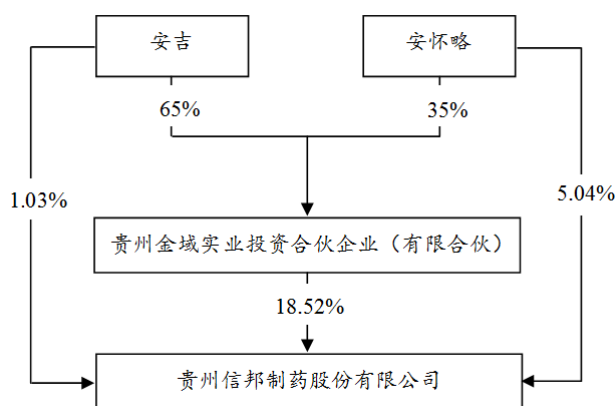 安吉
安怀略
65%
35%
1.03%
5.04%
贵州金域实业投资合伙企业（有限合伙）
18.52%
贵州信邦制药股份有限公司